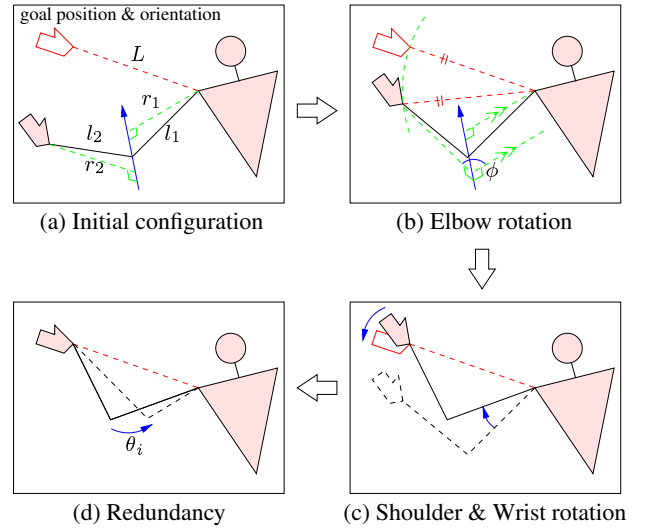 goal position & orientation
L
r₁
l₁
l₂
r₂
(a) Initial configuration
ϕ
(b) Elbow rotation
θᵢ
(d) Redundancy
(c) Shoulder & Wrist rotation